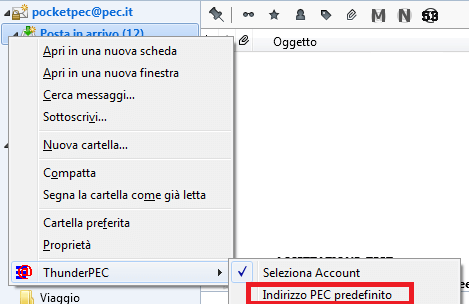 pocketpec@pec.it
Posta in arrivo (12)
Oggetto
Apri in una nuova scheda
Apri in una nuova finestra
Cerca messaggi...
Sottoscrivi...
Nuova cartella...
Compatta
Segna la cartella come già letta
Cartella preferita
Proprietà
ThunderPEC
Seleziona Account
Indirizzo PEC predefinito
Viaggio